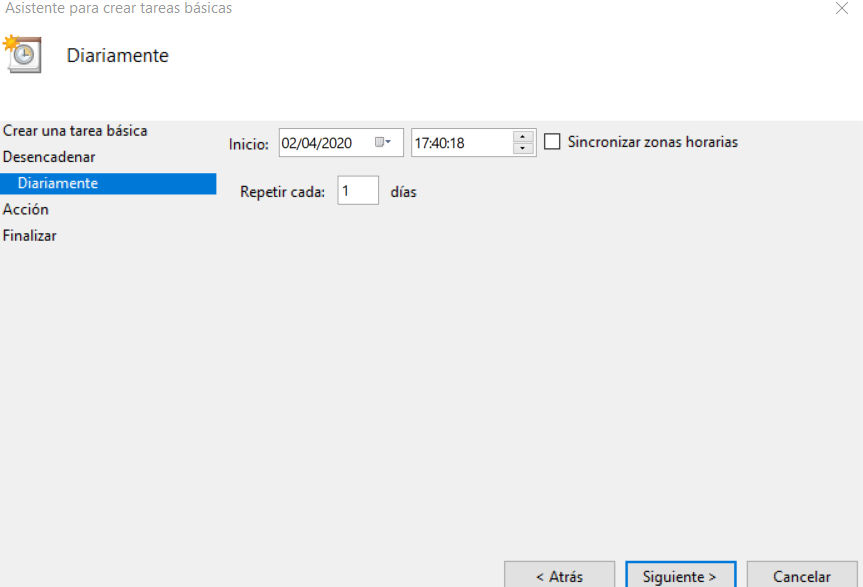 Asistente para crear tareas básicas
Diariamente
Crear una tarea básica
Desencadenar
Diariamente
Acción
Finalizar
Inicio: 02/04/2020 17:40:18 Sincronizar zonas horarias
Repetir cada: 1 días
< Atrás Siguiente > Cancelar